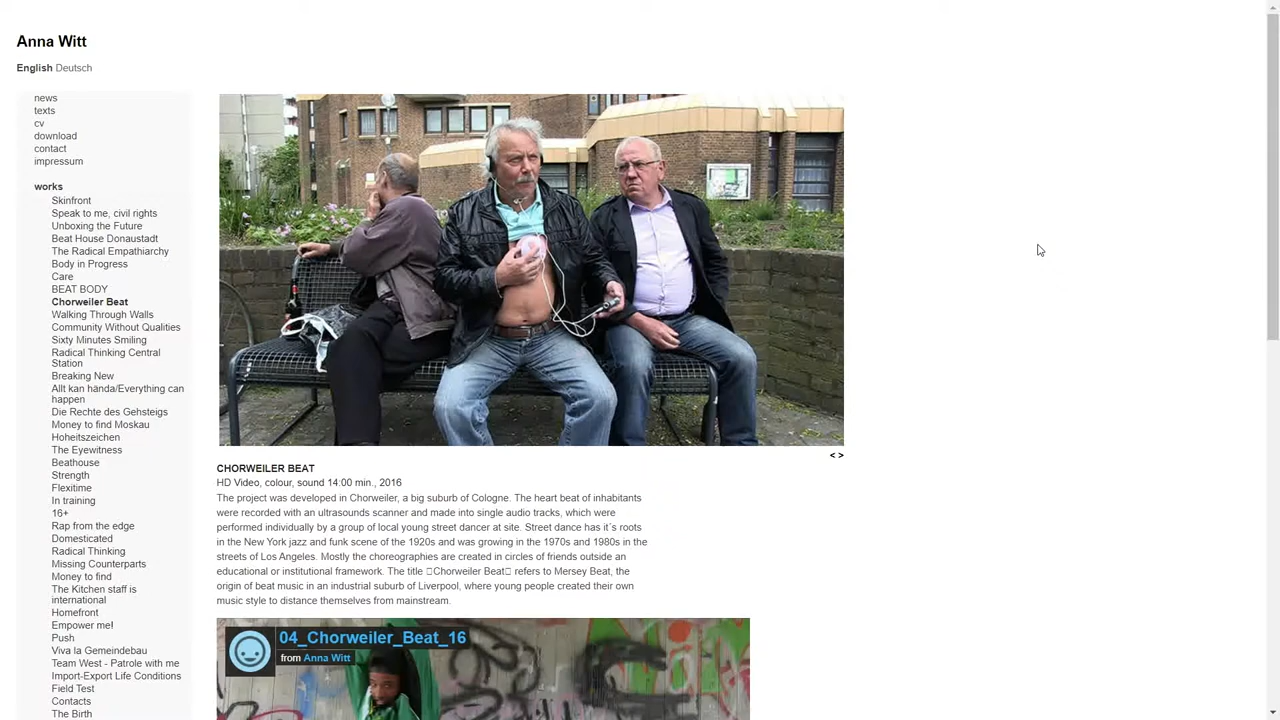 Anna Witt
English Deutsch
news
texts
cv
download
contact
impressum
works
Skinfront
Speak to me, civil rights
Unboxing the Future
Beat House Donaustadt
The Radical Empathiarchy
Body in Progress
Care
BEAT BODY
Chorweiler Beat
Walking Through Walls
Community Without Qualities
Sixty Minutes Smiling
Radical Thinking Central
Station
Breaking New
Allt kan handa/Everything can
happen
Die Rechte des Gehsteigs
Money to find Moskau
Hoheitszeichen
The Eyewitness
Beathouse
Strength
Flexitime
In training
16+
Rap from the edge
Domesticated
Radical Thinking
Missing Counterparts
Money to find
The Kitchen staff is
international
Homefront
Empower me!
Push
Viva la Gemeindebau
Team West - Patrole with me
Import-Export Life Conditions
Field Test
Contacts
The Birth
< >
CHORWEILER BEAT
HD Video, colour, sound 14:00 min., 2016
The project was developed in Chorweiler, a big suburb of Cologne. The heart beat of inhabitants
were recorded with an ultrasounds scanner and made into single audio tracks, which were
performed individually by a group of local young street dancer at site. Street dance has it´s roots
in the New York jazz and funk scene of the 1920s and was growing in the 1970s and 1980s in the
streets of Los Angeles. Mostly the choreographies are created in circles of friends outside an
educational or institutional framework. The title Chorweiler Beat refers to Mersey Beat, the
origin of beat music in an industrial suburb of Liverpool, where young people created their own
music style to distance themselves from mainstream.
04_Chorweiler_Beat_16
from Anna Witt